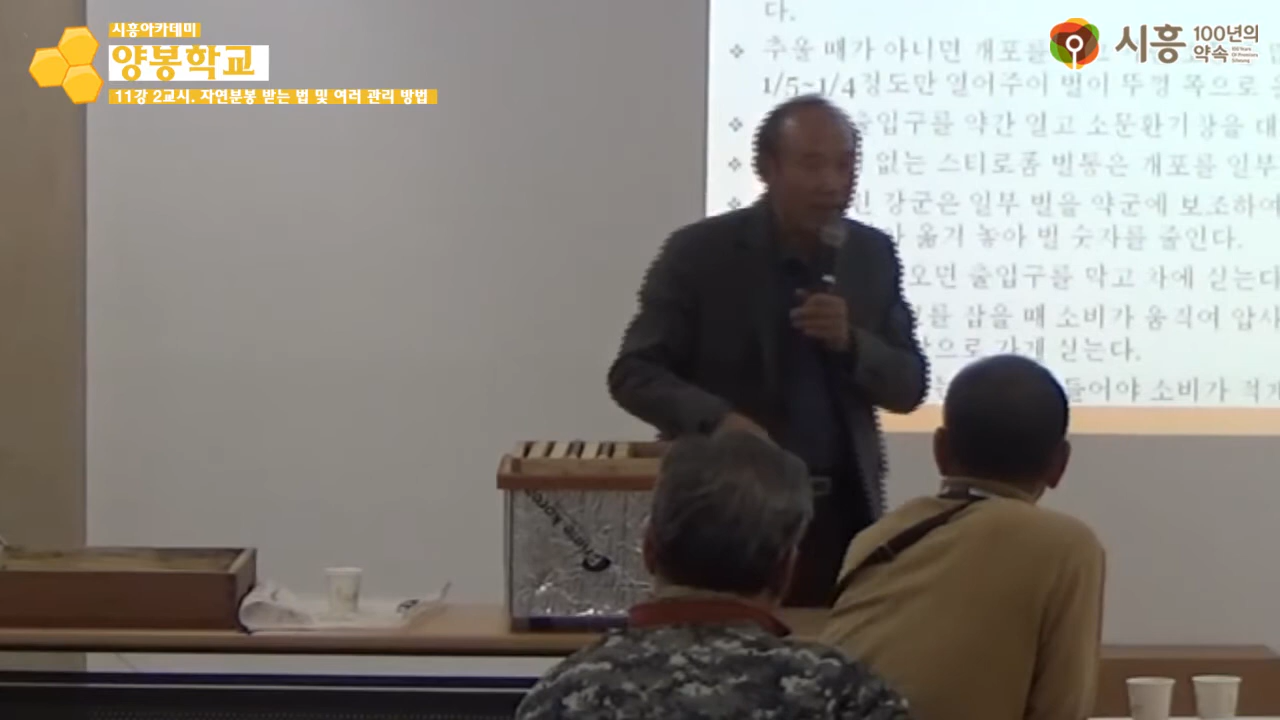 시흥아카데미
양봉학교
11강 2교시. 자연분봉 받는 법 및 여러 관리 방법
시흥 100년의 약속
다.
추울 때가 아니면 개포를
1/5~1/4정도만 열어주어 벌이 뚜껑 쪽으로
출입구를 약간 열고 소문환기창을 대
없는 스티로폼 벌통은 개포를 일부
강군은 일부 벌을 약군에 보조하여
옮겨 놓아 벌 숫자를 줄인다.
오면 출입구를 막고 차에 싣는다
잡을 때 소비가 움직여 압사
으로 가게 싣는다.
들어야 소비가 적게